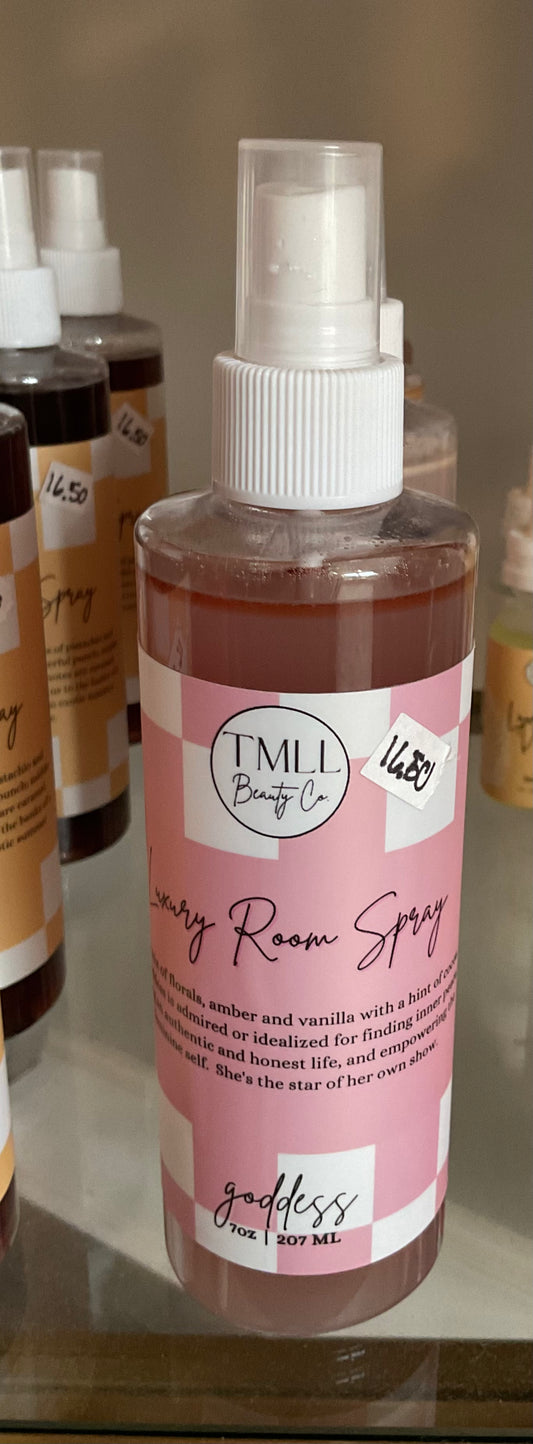 16.50
16.50
Spray
TMLL
Beauty Co.
16.50
Luxury Room Spray
of florals, amber and vanilla with a hint of
is admired or idealized for finding inner
authentic and honest life, and empowering
self. She's the star of her own show.
goddess
7oz | 207 ML